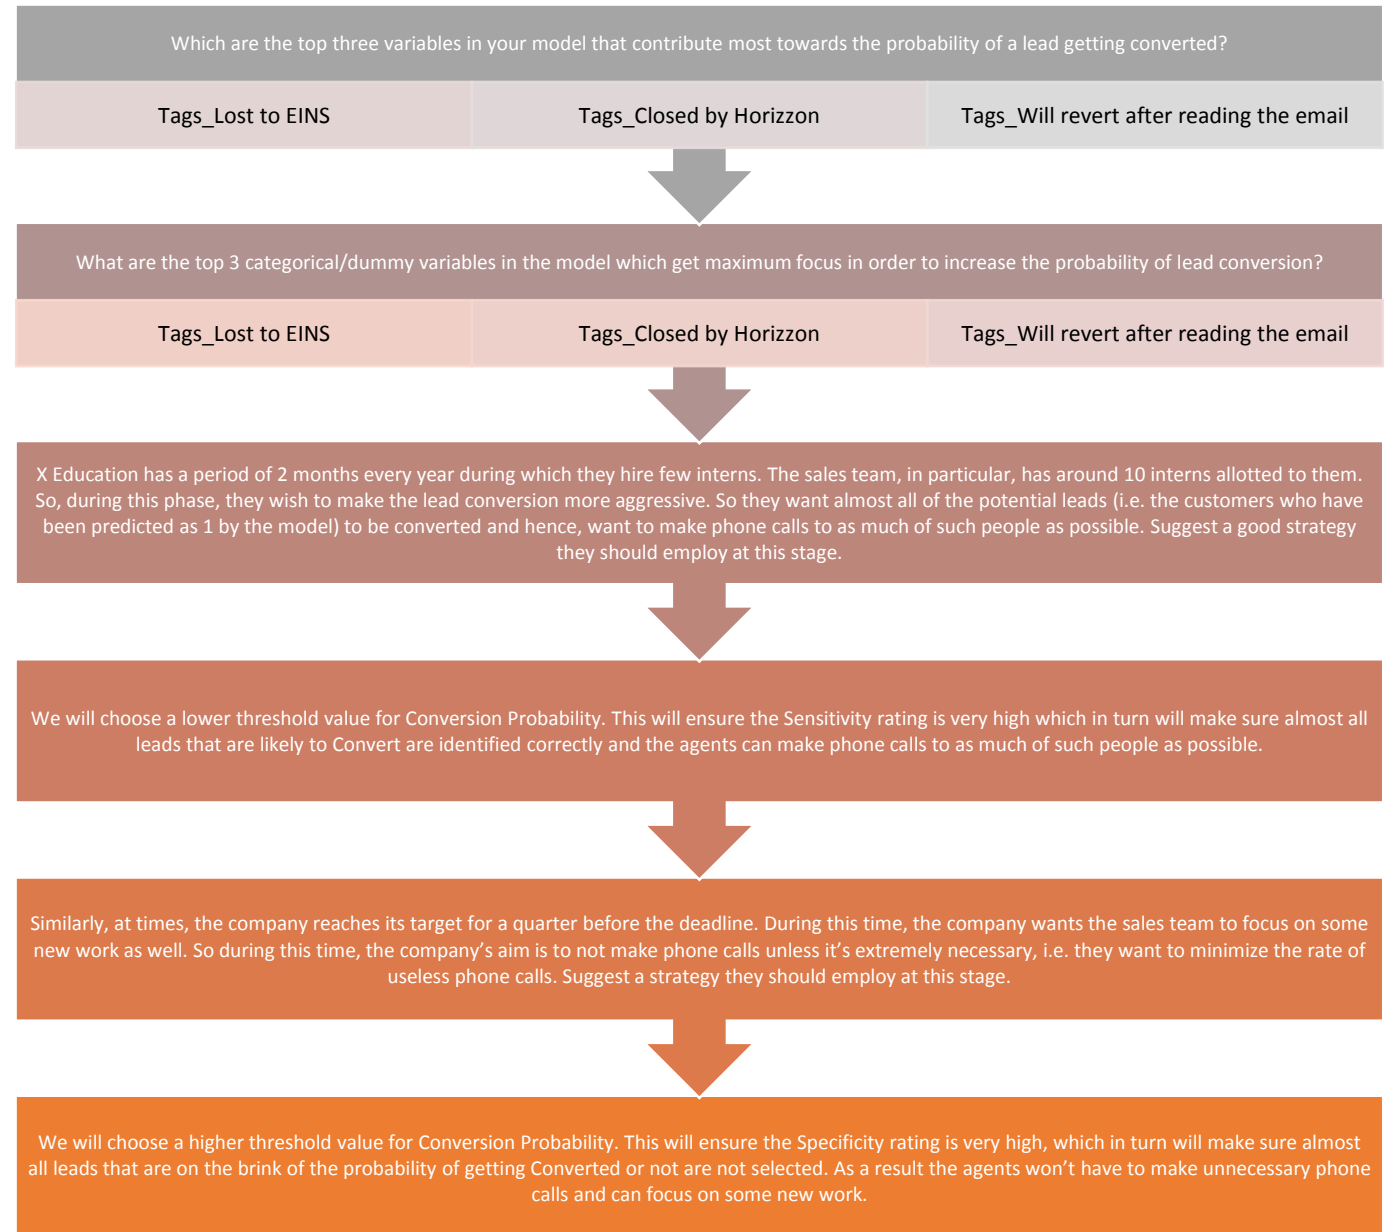 Which are the top three variables in your model that contribute most towards the probability of a lead getting converted?
Tags_Lost to EINS
Tags_Closed by Horizzon
Tags_Will revert after reading the email
What are the top 3 categorical/dummy variables in the model which get maximum focus in order to increase the probability of lead conversion?
Tags_Lost to EINS
Tags_Closed by Horizzon
Tags_Will revert after reading the email
X Education has a period of 2 months every year during which they hire few interns. The sales team, in particular, has around 10 interns allotted to them.
So, during this phase, they wish to make the lead conversion more aggressive. So they want almost all of the potential leads (i.e. the customers who have
been predicted as 1 by the model) to be converted and hence, want to make phone calls to as much of such people as possible. Suggest a good strategy
they should employ at this stage.
We will choose a lower threshold value for Conversion Probability. This will ensure the Sensitivity rating is very high which in turn will make sure almost all
leads that are likely to Convert are identified correctly and the agents can make phone calls to as much of such people as possible.
Similarly, at times, the company reaches its target for a quarter before the deadline. During this time, the company wants the sales team to focus on some
new work as well. So during this time, the company’s aim is to not make phone calls unless it’s extremely necessary, i.e. they want to minimize the rate of
useless phone calls. Suggest a strategy they should employ at this stage.
We will choose a higher threshold value for Conversion Probability. This will ensure the Specificity rating is very high, which in turn will make sure almost
all leads that are on the brink of the probability of getting Converted or not are not selected. As a result the agents won’t have to make unnecessary phone
calls and can focus on some new work.